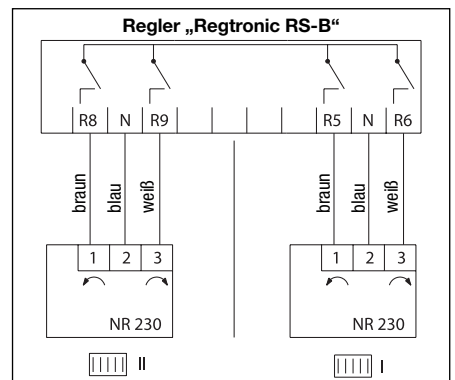 Regler „Regtronic RS-B“
R8 N R9 R5 N R6
braun blau weiß braun blau weiß
1 2 3 1 2 3
NR 230 NR 230
II I